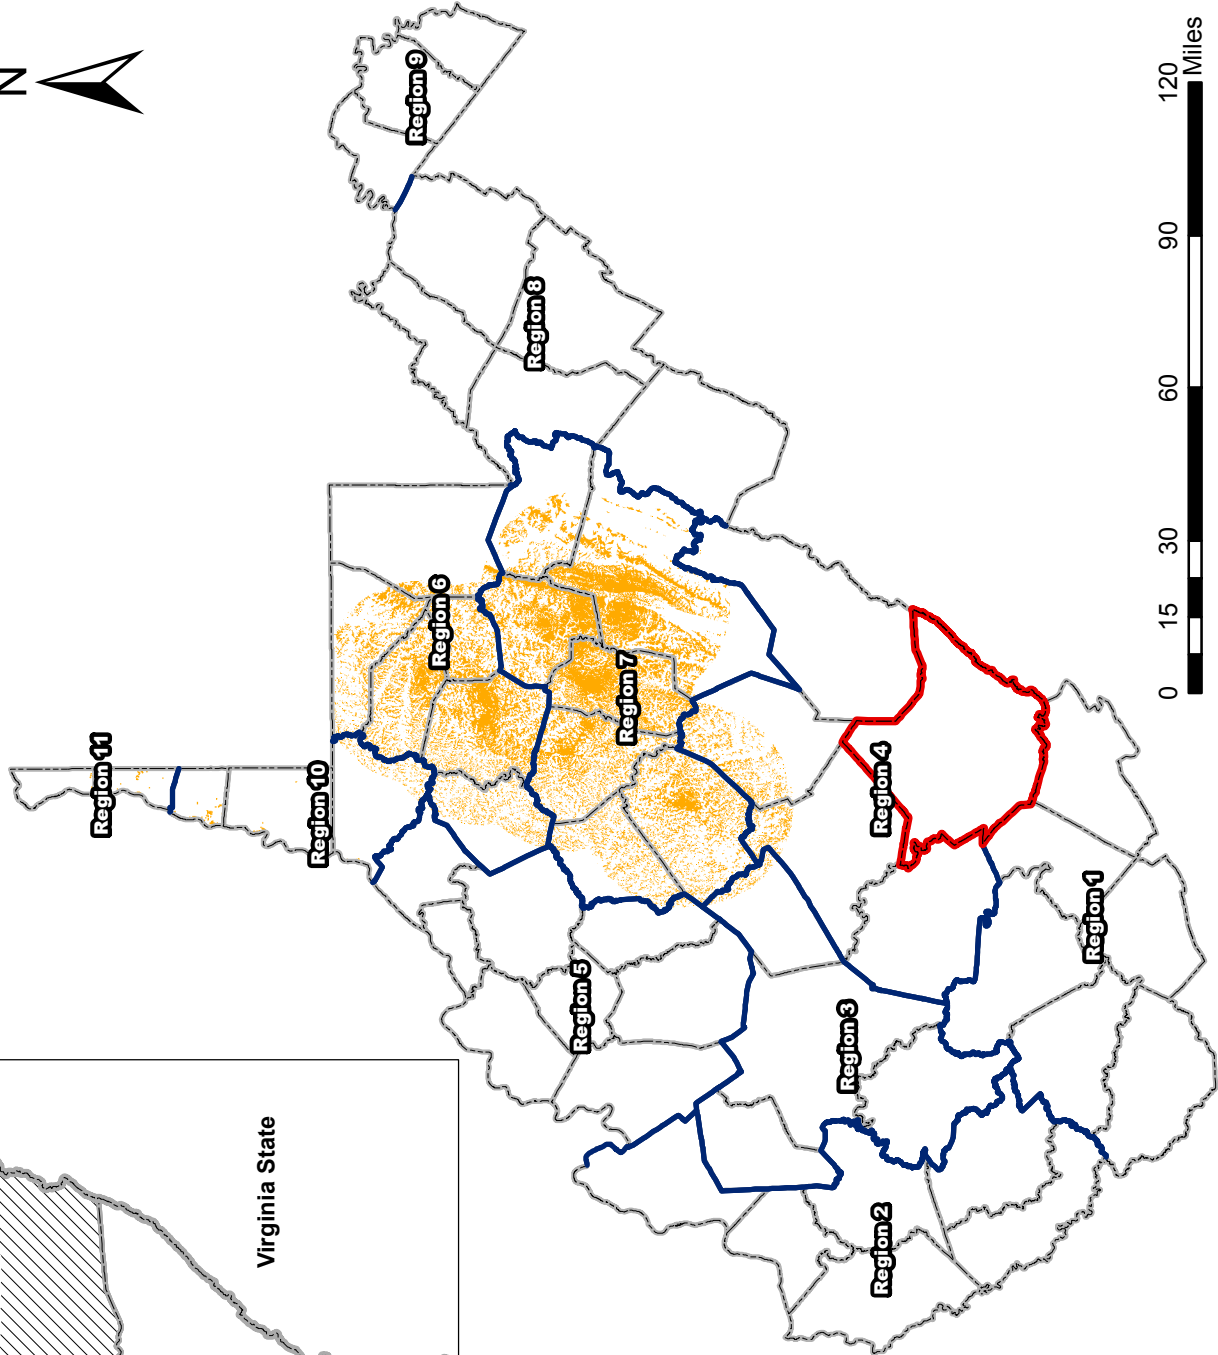 N
Region 9
Region 8
Region 6
Region 7
Region 11
Region 10
Region 4
Region 5
Region 3
Region 1
Region 2
Virginia State
0 15 30 60 90 120
Miles